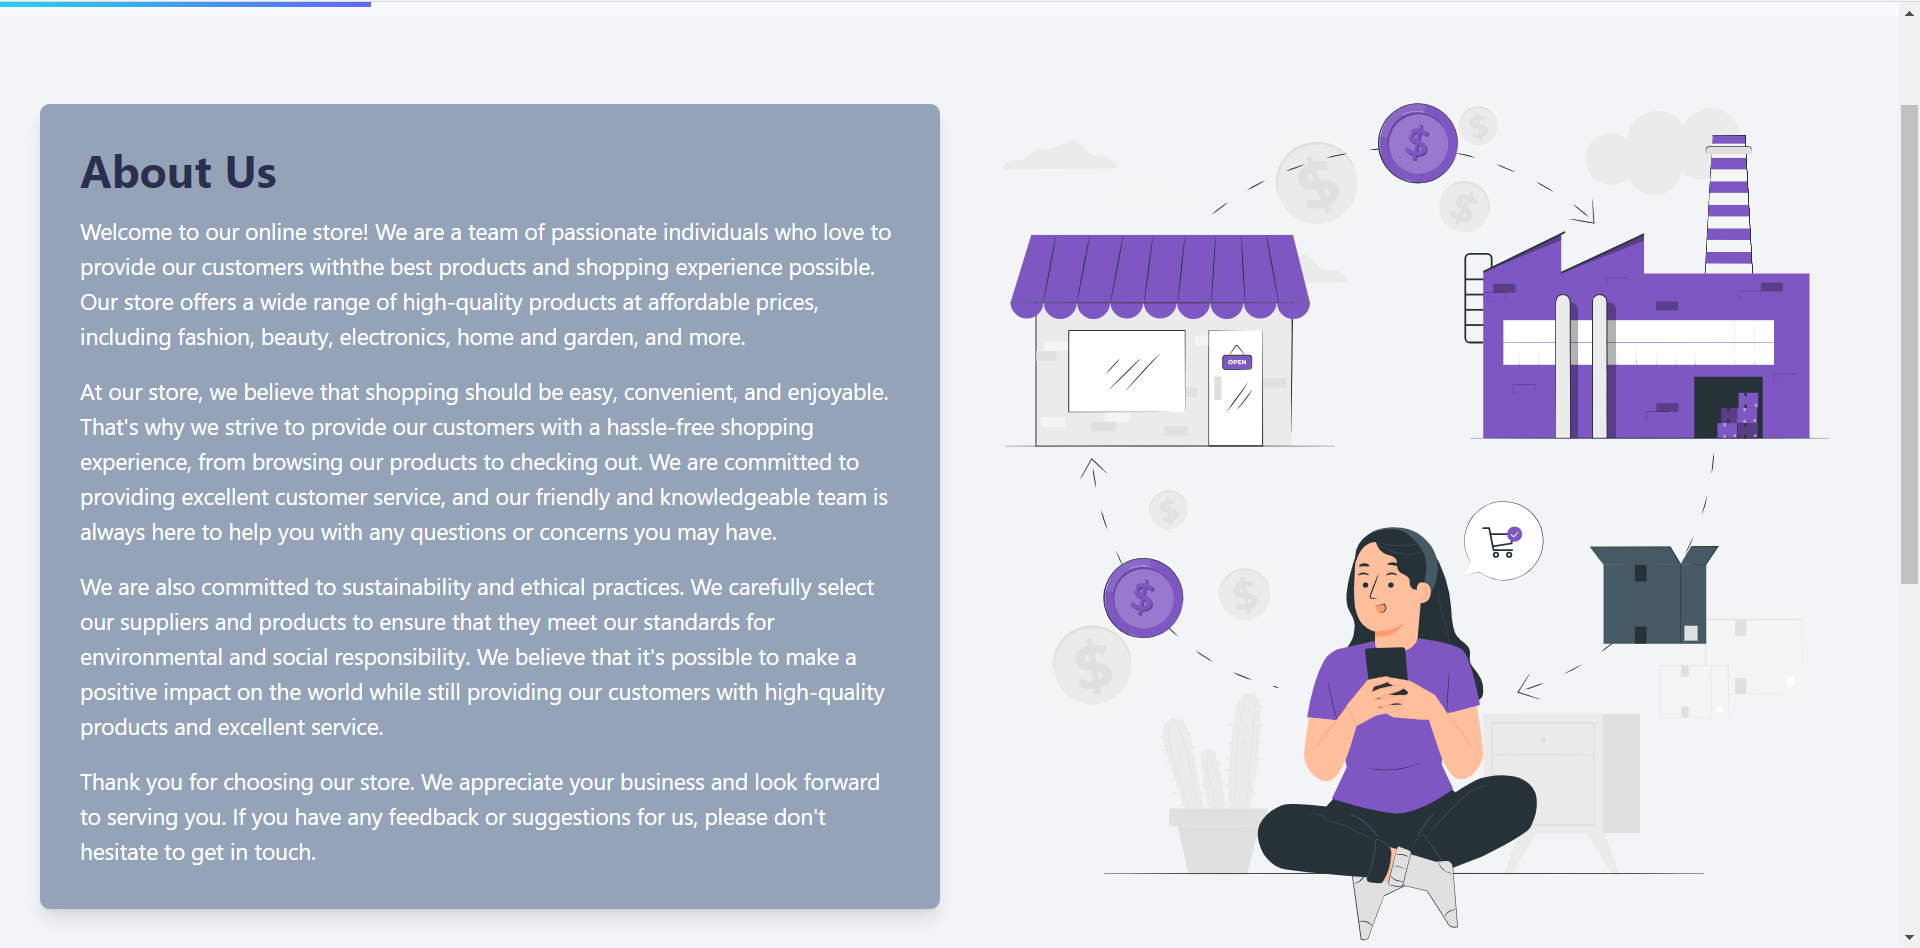 About Us
Welcome to our online store! We are a team of passionate individuals who love to
provide our customers withthe best products and shopping experience possible.
Our store offers a wide range of high-quality products at affordable prices,
including fashion, beauty, electronics, home and garden, and more.
At our store, we believe that shopping should be easy, convenient, and enjoyable.
That's why we strive to provide our customers with a hassle-free shopping
experience, from browsing our products to checking out. We are committed to
providing excellent customer service, and our friendly and knowledgeable team is
always here to help you with any questions or concerns you may have.
We are also committed to sustainability and ethical practices. We carefully select
our suppliers and products to ensure that they meet our standards for
environmental and social responsibility. We believe that it's possible to make a
positive impact on the world while still providing our customers with high-quality
products and excellent service.
Thank you for choosing our store. We appreciate your business and look forward
to serving you. If you have any feedback or suggestions for us, please don't
hesitate to get in touch.
$
$
$
$
OPEN
$
$
$
$